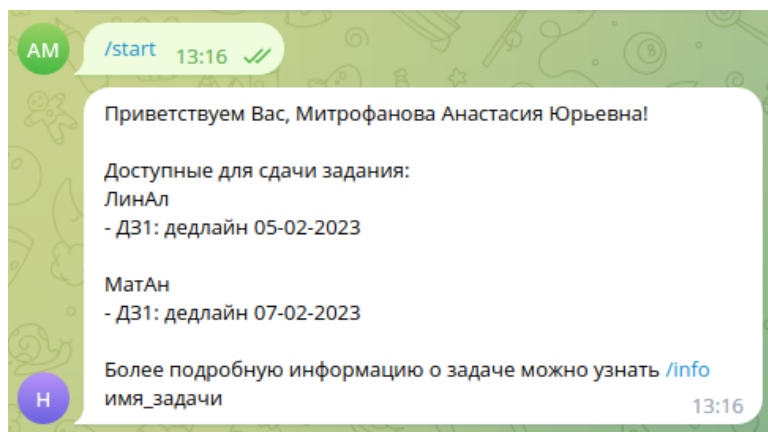 AM
/start 13:16
Приветствуем Вас, Митрофанова Анастасия Юрьевна!
Доступные для сдачи задания:
ЛинАл
- ДЗ1: дедлайн 05-02-2023
МатАн
- ДЗ1: дедлайн 07-02-2023
Более подробную информацию о задаче можно узнать /info
имя_задачи
Н
13:16